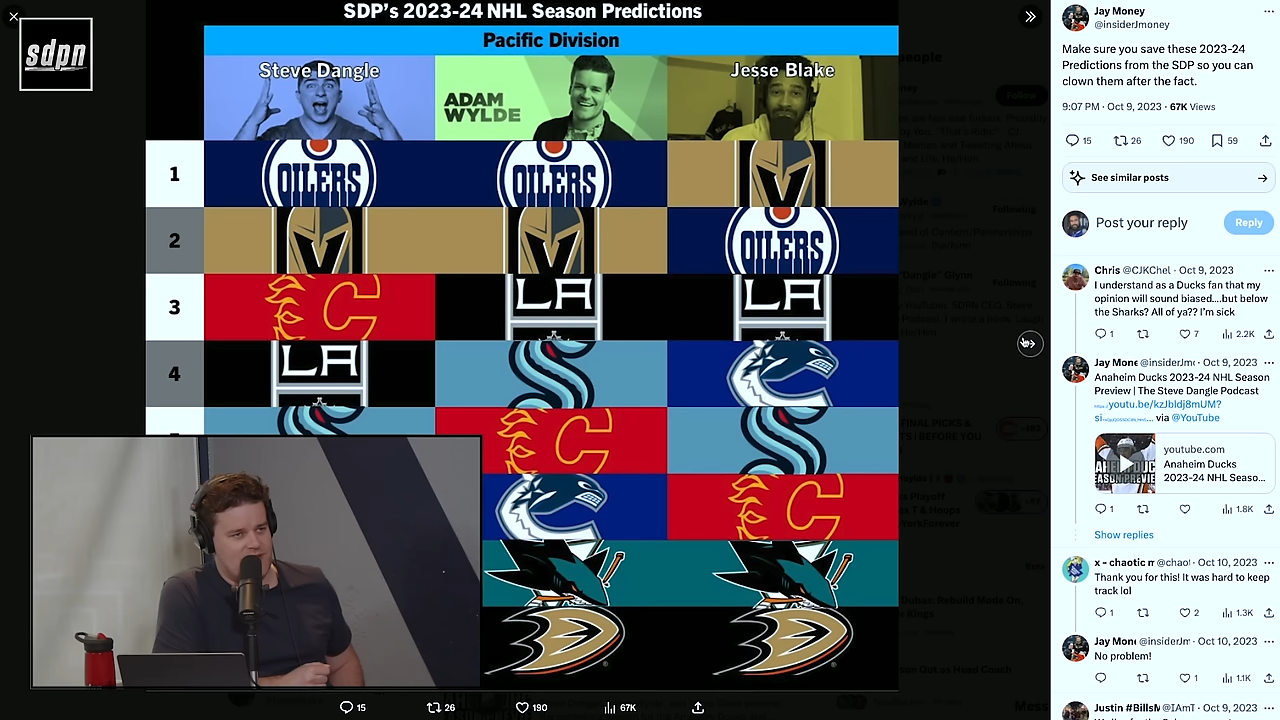 SDP's 2023-24 NHL Season Predictions
sdpn
Pacific Division
Steve Dangle
ADAM
WYLDE
Jesse Blake
1
OILERS
OILERS
2
OILERS
3
LA
LA
4
LA
15
26
190
67K
Jay Money
@insiderJmoney
Make sure you save these 2023-24
Predictions from the SDP so you can
clown them after the fact.
9:07 PM · Oct 9, 2023 · 67K Views
15
26
190
59
See similar posts
Post your reply
Reply
Chris @CJKChel · Oct 9, 2023
I understand as a Ducks fan that my
opinion will sound biased.....but below
the Sharks? All of ya?? I'm sick
1
7
2.2K
Jay Mone @insiderJm · Oct 9, 2023
Anaheim Ducks 2023-24 NHL Season
Preview | The Steve Dangle Podcast
youtu.be/kzJbIdj8mUM?
via @YouTube
youtube.com
Anaheim Ducks
2023-24 NHL Seaso...
1
1.8K
Show replies
x - chaotic @chao · Oct 10, 2023
Thank you for this! It was hard to keep
track lol
1
2
1.3K
Jay Mon @insiderJm · Oct 10, 2023
No problem!
1
1.1K
Justin #BillsM @IAmT · Oct 10, 2023